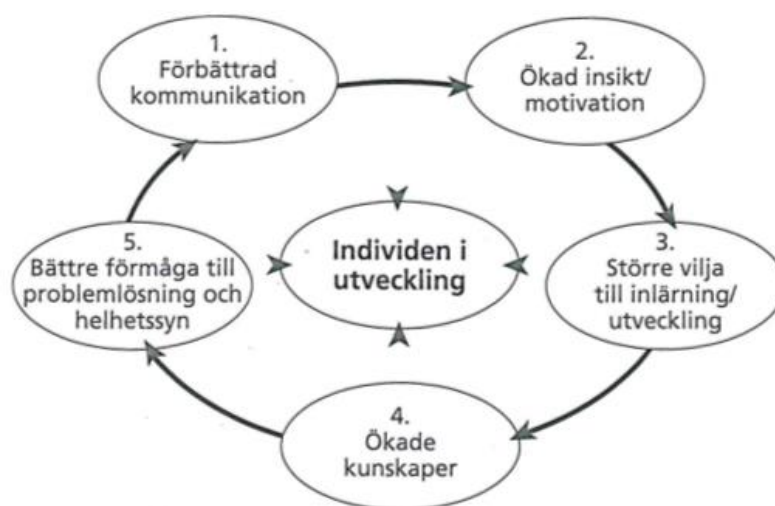 1.
Förbättrad
kommunikation
2.
Ökad insikt/
motivation
3.
Större vilja
till inlärning/
utveckling
4.
Ökade
kunskaper
5.
Bättre förmåga till
problemlösning och
helhetssyn
Individen i
utveckling